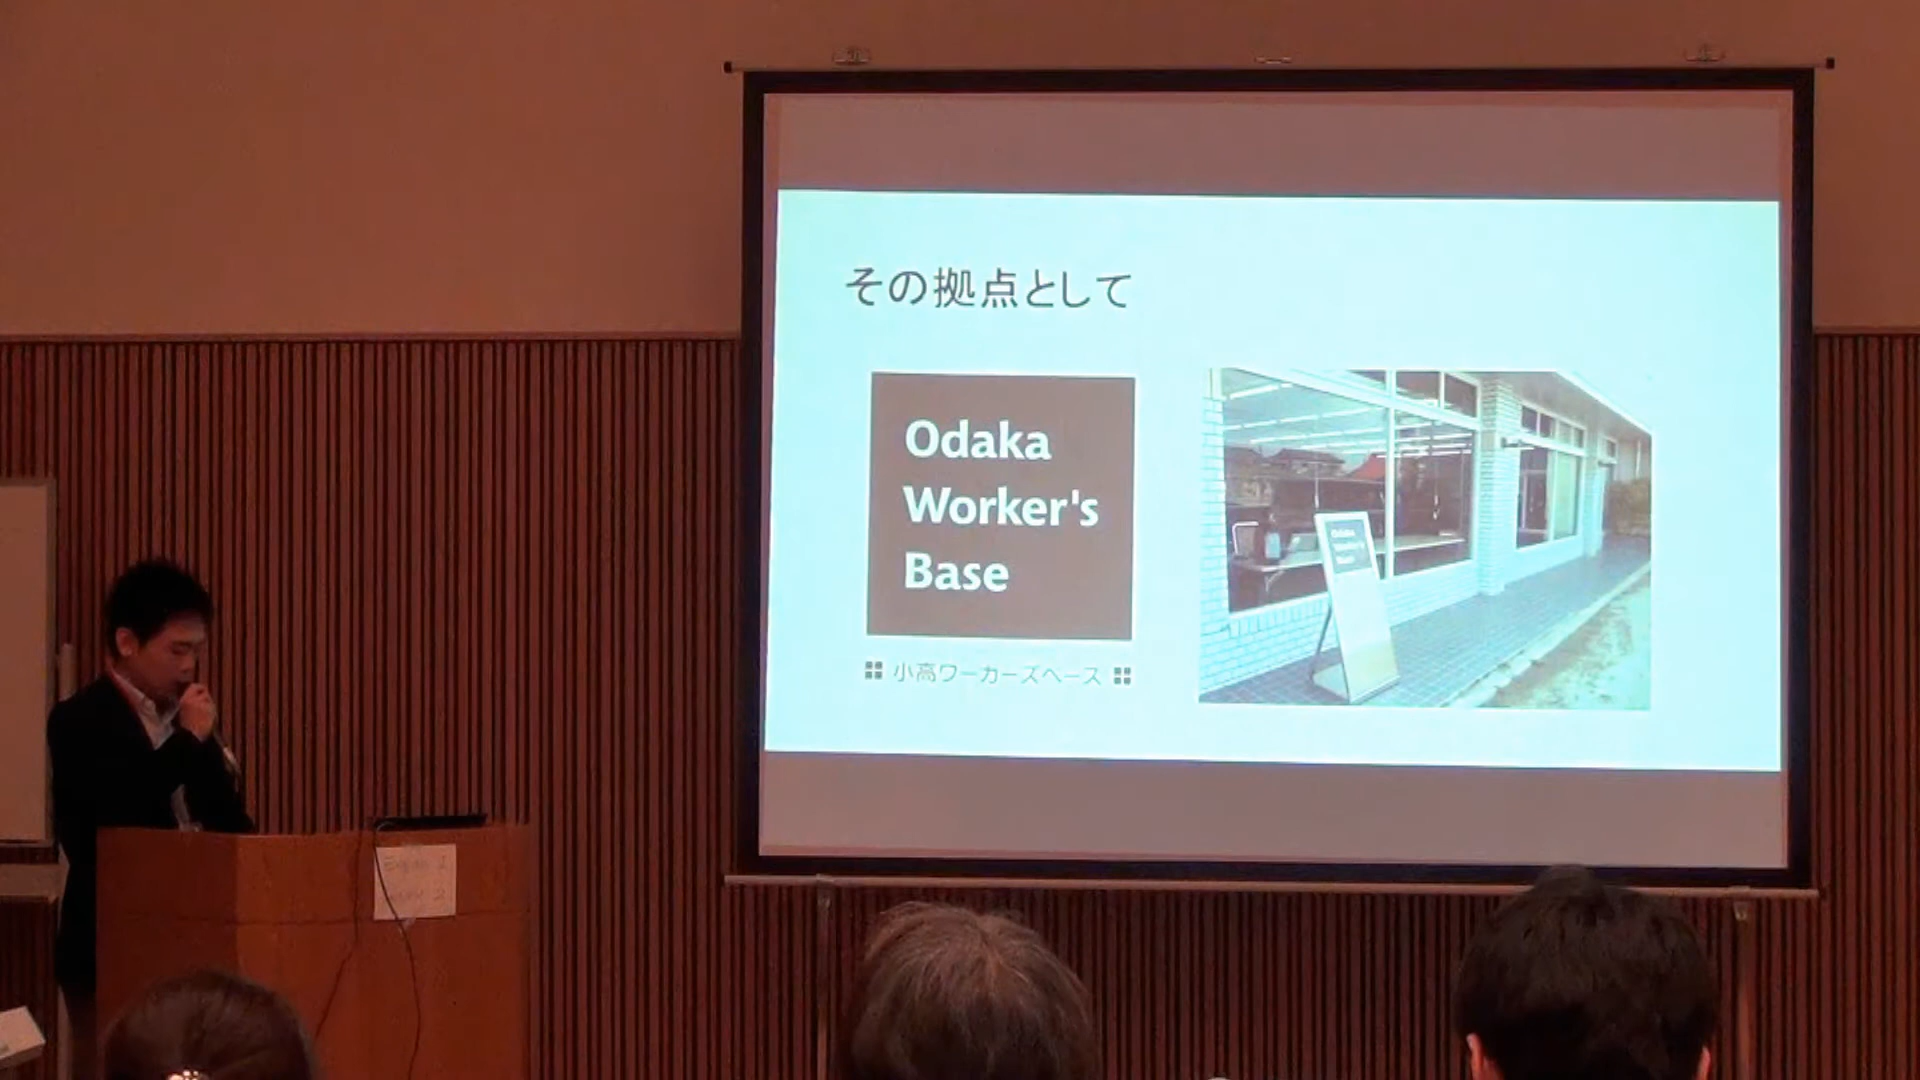 その拠点として
Odaka
Worker's
Base
小高ワーカーズベース